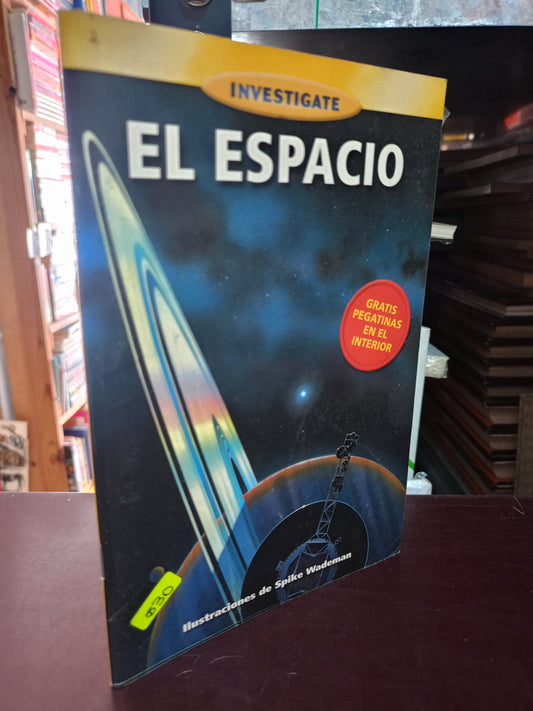 INVESTIGATE
EL ESPACIO
GRATIS
PEGATINAS
EN EL
INTERIOR
Ilustraciones de Spike Wademan